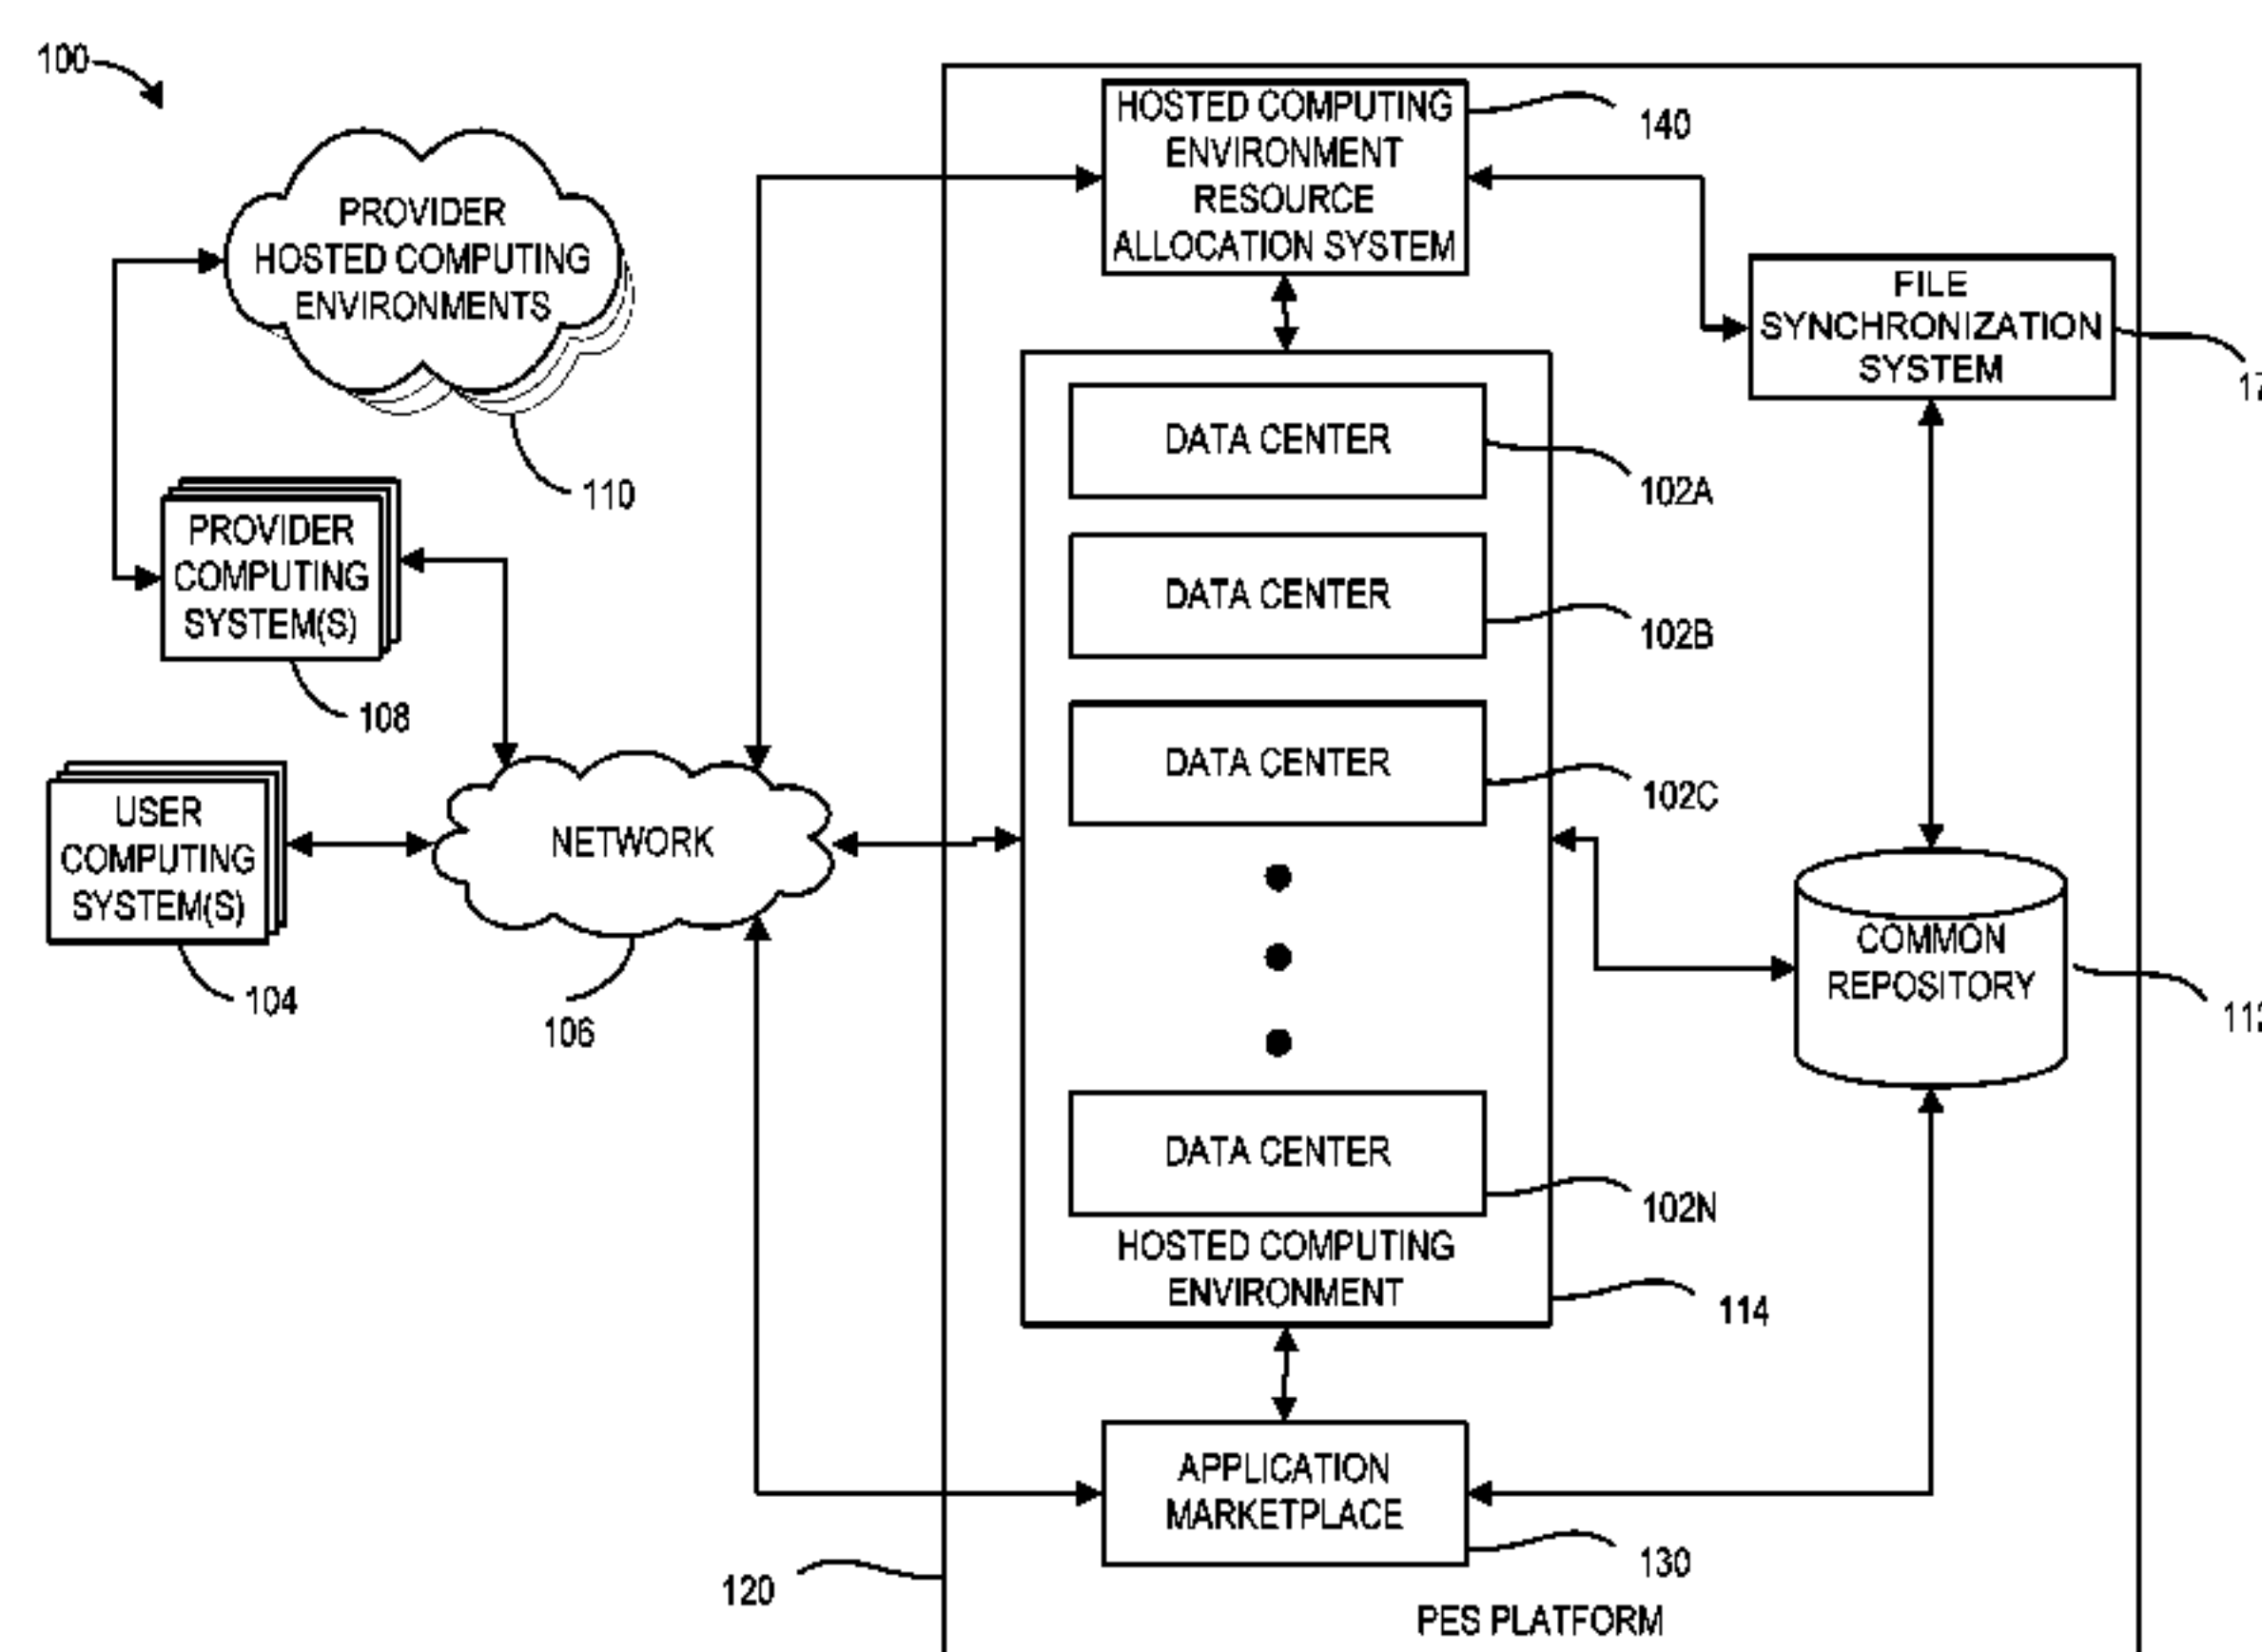 100
HOSTED COMPUTING
ENVIRONMENT
RESOURCE
ALLOCATION SYSTEM
140
PROVIDER
HOSTED COMPUTING
ENVIRONMENTS
110
FILE
SYNCHRONIZATION
SYSTEM
DATA CENTER
102A
PROVIDER
COMPUTING
SYSTEM(S)
108
DATA CENTER
102B
DATA CENTER
102C
USER
COMPUTING
SYSTEM(S)
104
NETWORK
106
COMMON
REPOSITORY
DATA CENTER
102N
HOSTED COMPUTING
ENVIRONMENT
114
APPLICATION
MARKETPLACE
130
120
PES PLATFORM